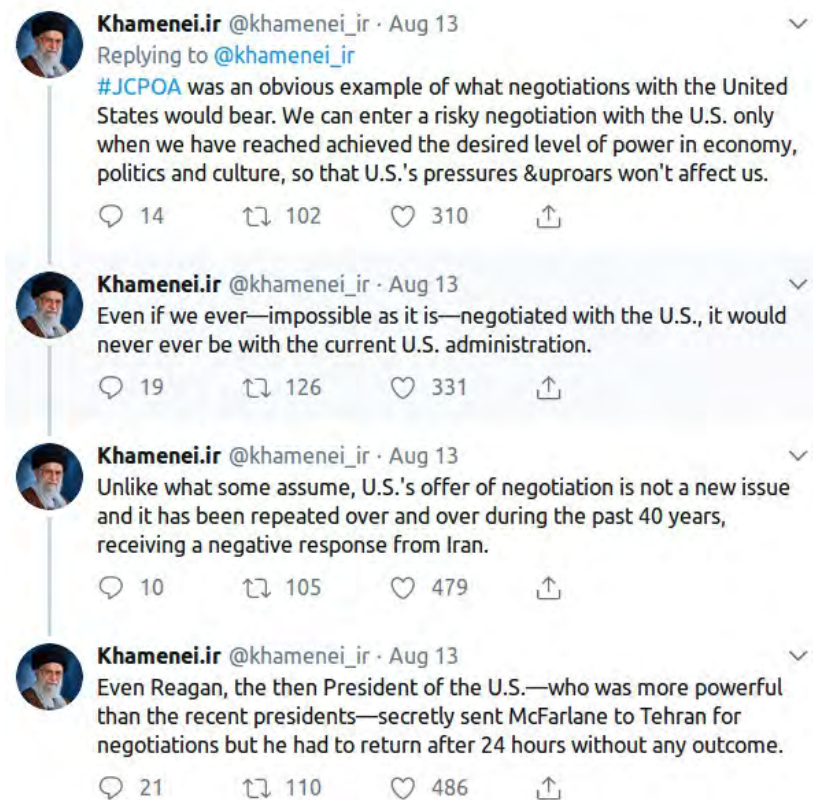 Khamenei.ir @khamenei_ir · Aug 13
Replying to @khamenei_ir
#JCPOA was an obvious example of what negotiations with the United
States would bear. We can enter a risky negotiation with the U.S. only
when we have reached achieved the desired level of power in economy,
politics and culture, so that U.S.'s pressures &uproars won't affect us.
14 102 310
Khamenei.ir @khamenei_ir · Aug 13
Even if we ever—impossible as it is—negotiated with the U.S., it would
never ever be with the current U.S. administration.
19 126 331
Khamenei.ir @khamenei_ir · Aug 13
Unlike what some assume, U.S.'s offer of negotiation is not a new issue
and it has been repeated over and over during the past 40 years,
receiving a negative response from Iran.
10 105 479
Khamenei.ir @khamenei_ir · Aug 13
Even Reagan, the then President of the U.S.—who was more powerful
than the recent presidents—secretly sent McFarlane to Tehran for
negotiations but he had to return after 24 hours without any outcome.
21 110 486